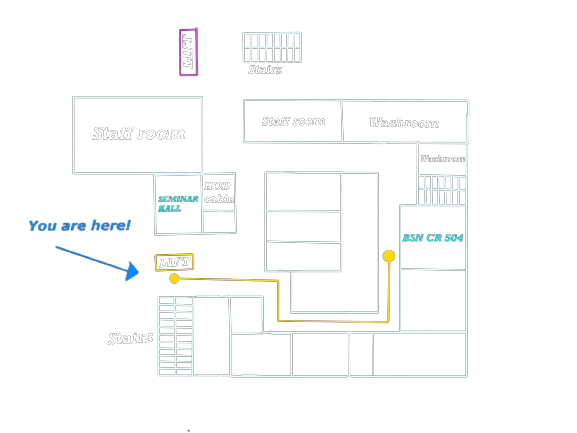 LIFT
Stairs
Staff room
Staff room
Washroom
Washroom
HOD
cabin
SEMINAR
HALL
You are here!
BSN CR 504
LIFT
Stairs